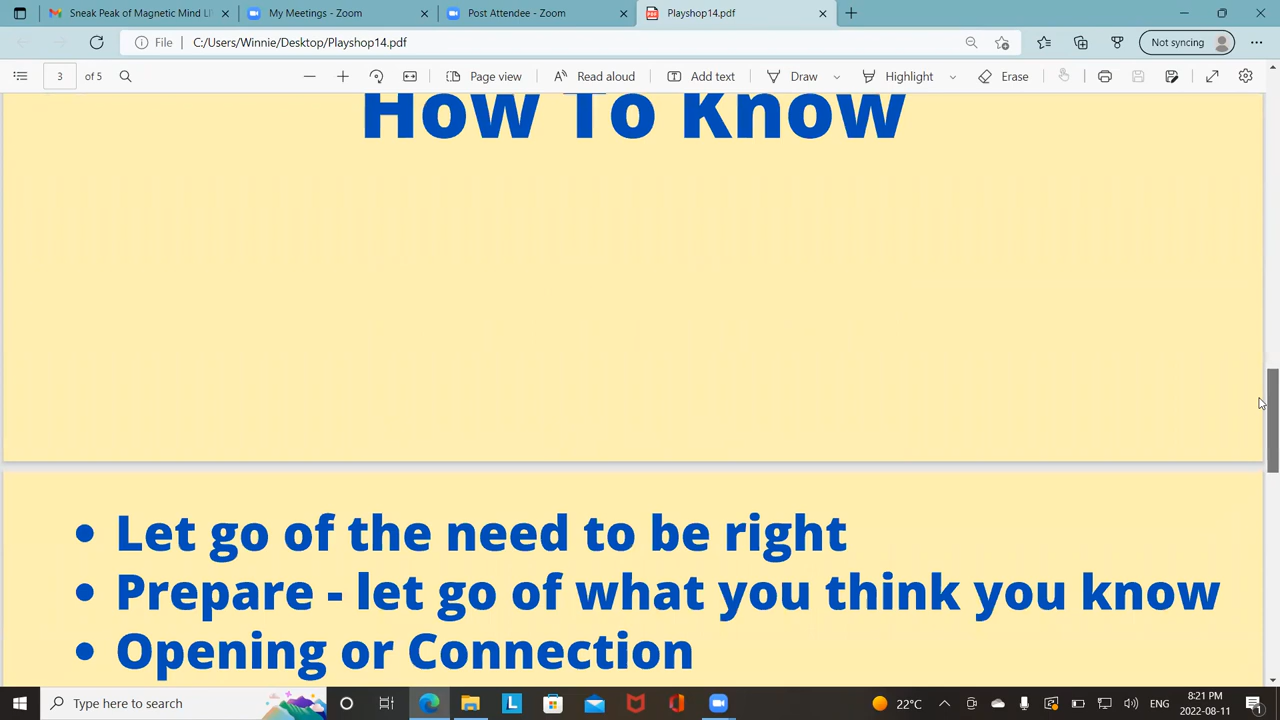 Sneak Peak of Magnetic Mind Li
My Meetings - Zoom
Post Attendee - Zoom
Playshop14.pdf
File
C:/Users/Winnie/Desktop/Playshop14.pdf
Not syncing
3 of 5
Page view
Read aloud
Add text
Draw
Highlight
Erase
How To Know
• Let go of the need to be right
• Prepare - let go of what you think you know
• Opening or Connection
Type here to search
22°C
ENG
8:21 PM
2022-08-11
1